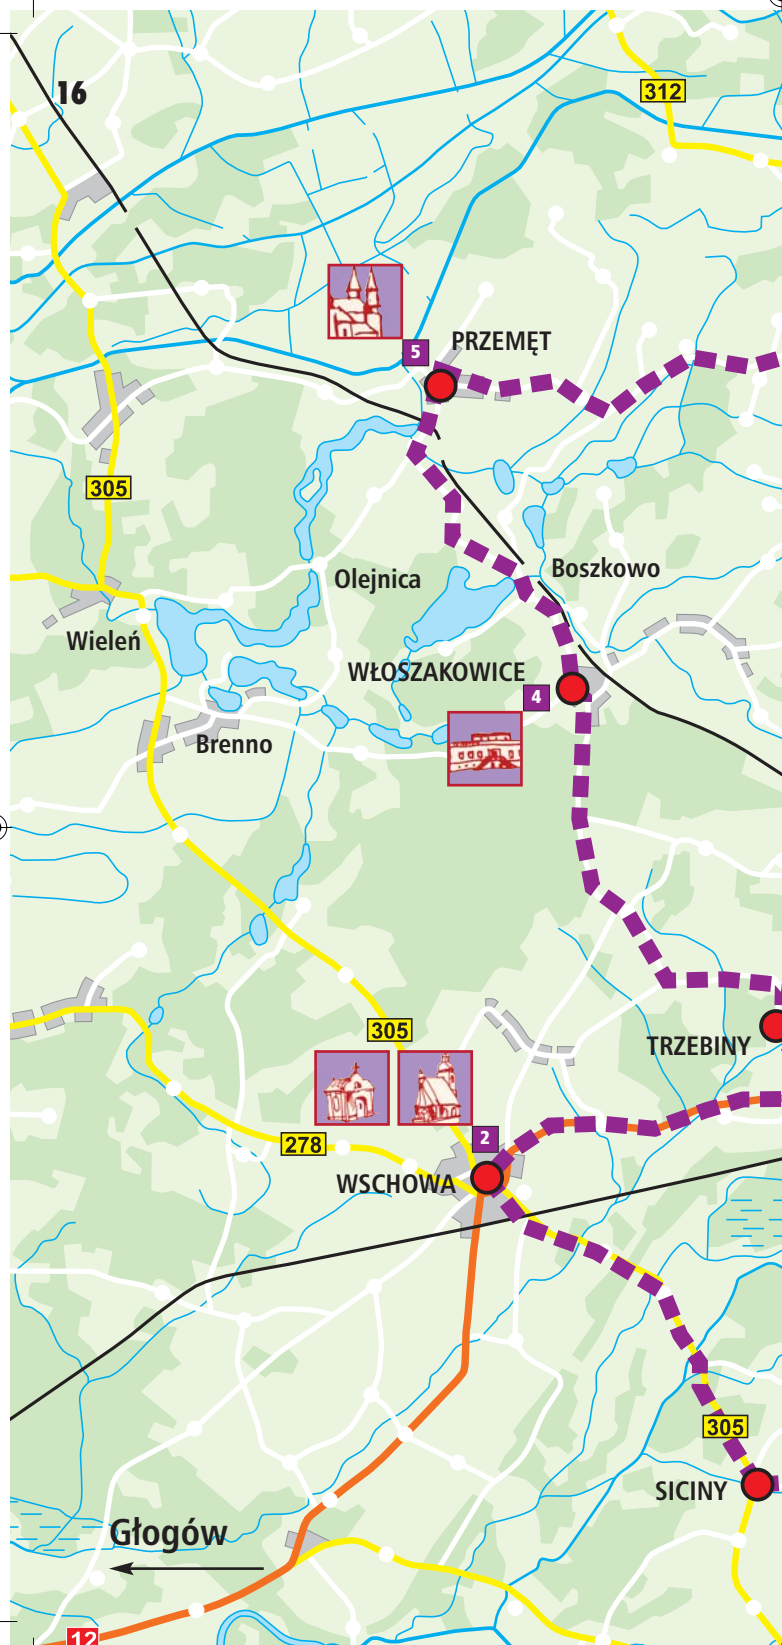 16
312
5
PRZEMĘT
305
Olejnica
Boszkowo
Wieleń
WŁOSZAKOWICE
4
Brenno
305
TRZEBINY
2
278
WSCHOWA
305
SICINY
Głogów
12